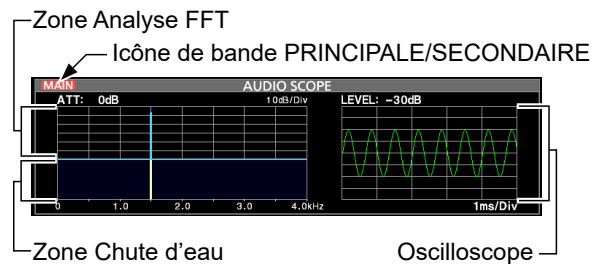 Zone Analyse FFT
Icône de bande PRINCIPALE/SECONDAIRE
MAIN AUDIO SCOPE
ATT: 0dB 10dB/Div LEVEL: -30dB
0 1.0 2.0 3.0 4.0kHz 1ms/Div
Zone Chute d’eau Oscilloscope